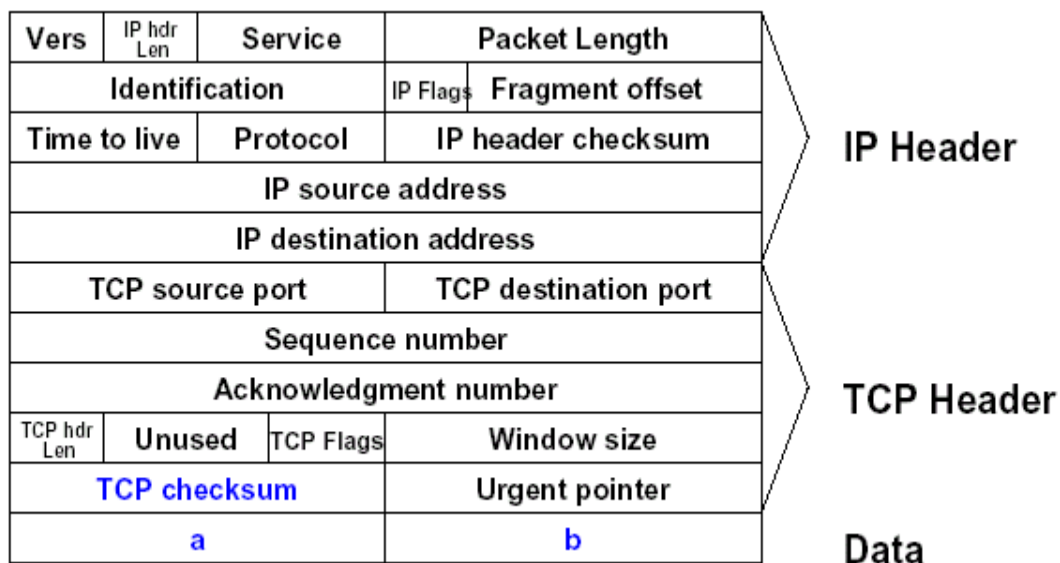 Vers IP hdr Len Service Packet Length
Identification IP Flags Fragment offset
Time to live Protocol IP header checksum
IP source address
IP destination address
IP Header
TCP source port TCP destination port
Sequence number
Acknowledgment number
TCP hdr Len Unused TCP Flags Window size
TCP checksum Urgent pointer
TCP Header
a b
Data